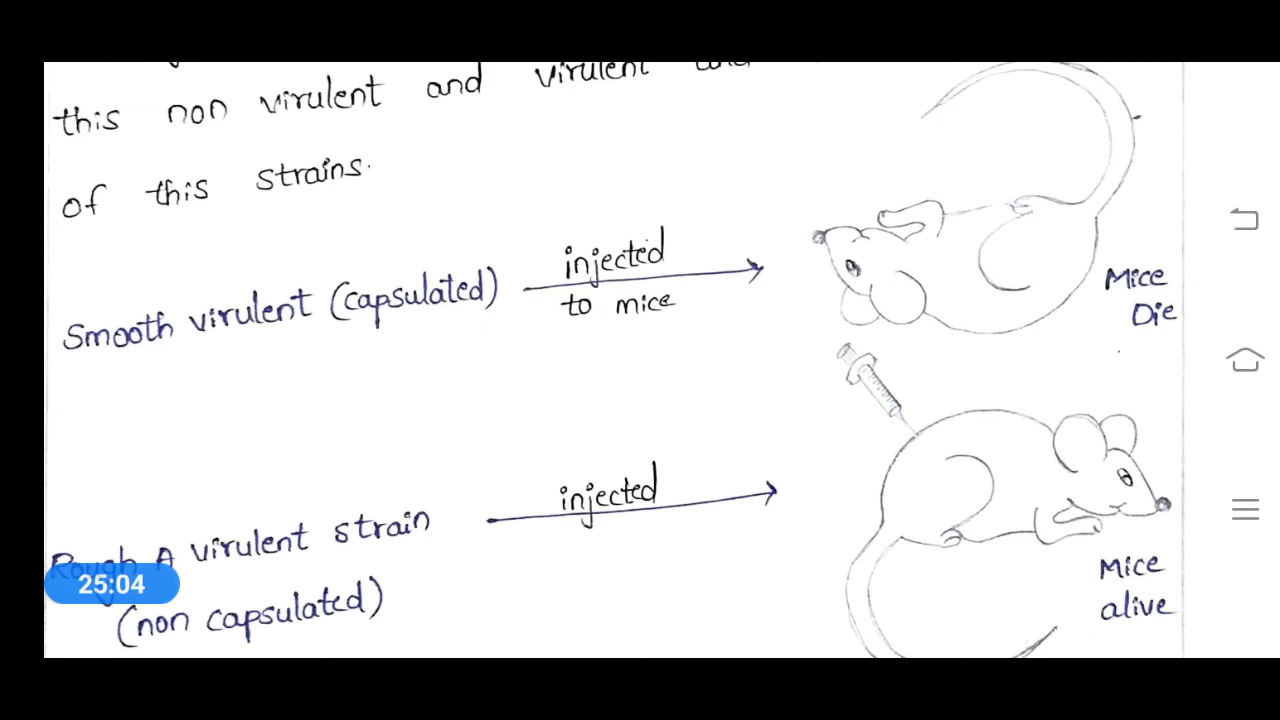 this non virulent and virulent
of this strains.
Smooth virulent (capsulated)
injected
to mice
Mice
Die
Rough A virulent strain
(non capsulated)
injected
Mice
alive
25:04